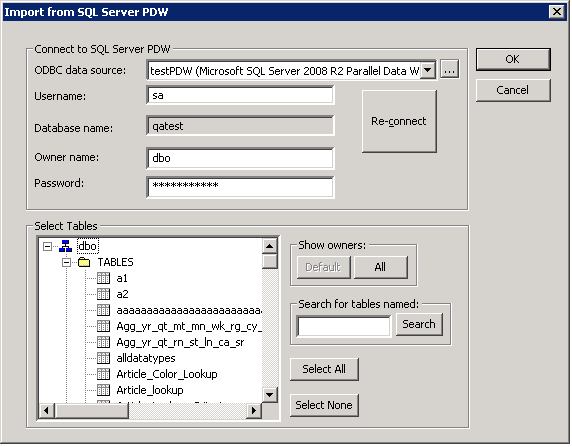 Import from SQL Server PDW
Connect to SQL Server PDW
ODBC data source: testPDW (Microsoft SQL Server 2008 R2 Parallel Data W ...
OK
Username: sa
Cancel
Database name: qatest
Re-connect
Owner name: dbo
Password: ***********
Select Tables
dbo
TABLES
a1
a2
aaaaaaaaaaaaaaaaaaaaaaaaa
Agg_yr_qt_mt_mn_wk_rg_cy_
Agg_yr_qt_rn_st_ln_ca_sr
alldatatypes
Article_Color_Lookup
Article_lookup
Show owners:
Default
All
Search for tables named:
Search
Select All
Select None